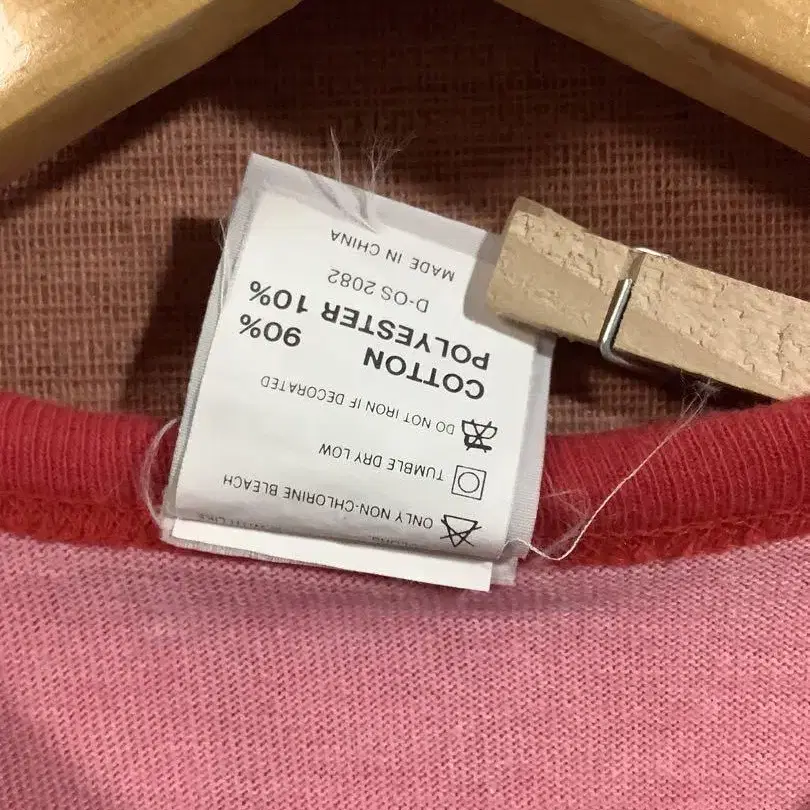 ONLY NON-CHLORINE BLEACH
TUMBLE DRY LOW
DO NOT IRON IF DECORATED
COTTON 90%
POLYESTER 10%
D-OS 2082
MADE IN CHINA